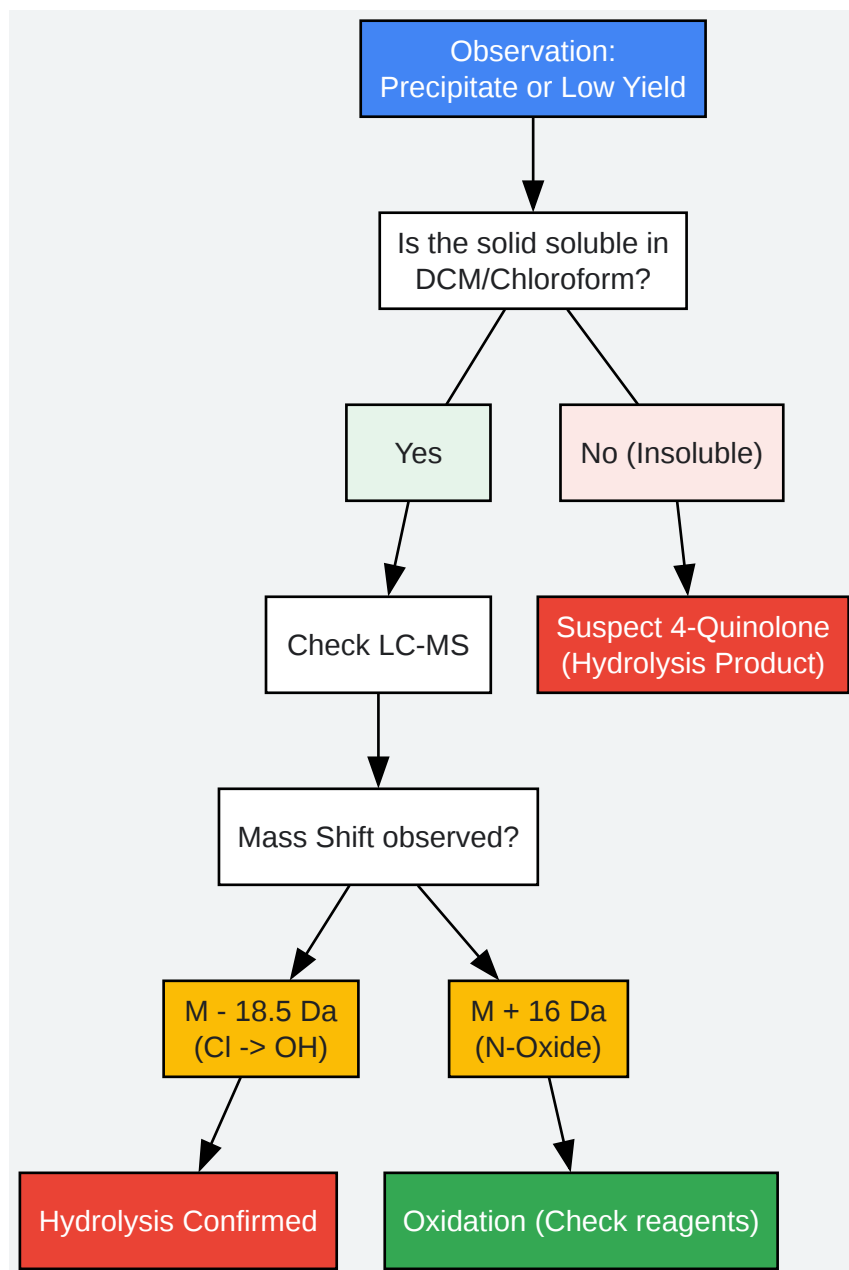 Observation:
Precipitate or Low Yield
Is the solid soluble in
DCM/Chloroform?
Yes
No (Insoluble)
Check LC-MS
Suspect 4-Quinolone
(Hydrolysis Product)
Mass Shift observed?
M - 18.5 Da
(Cl -> OH)
M + 16 Da
(N-Oxide)
Hydrolysis Confirmed
Oxidation (Check reagents)